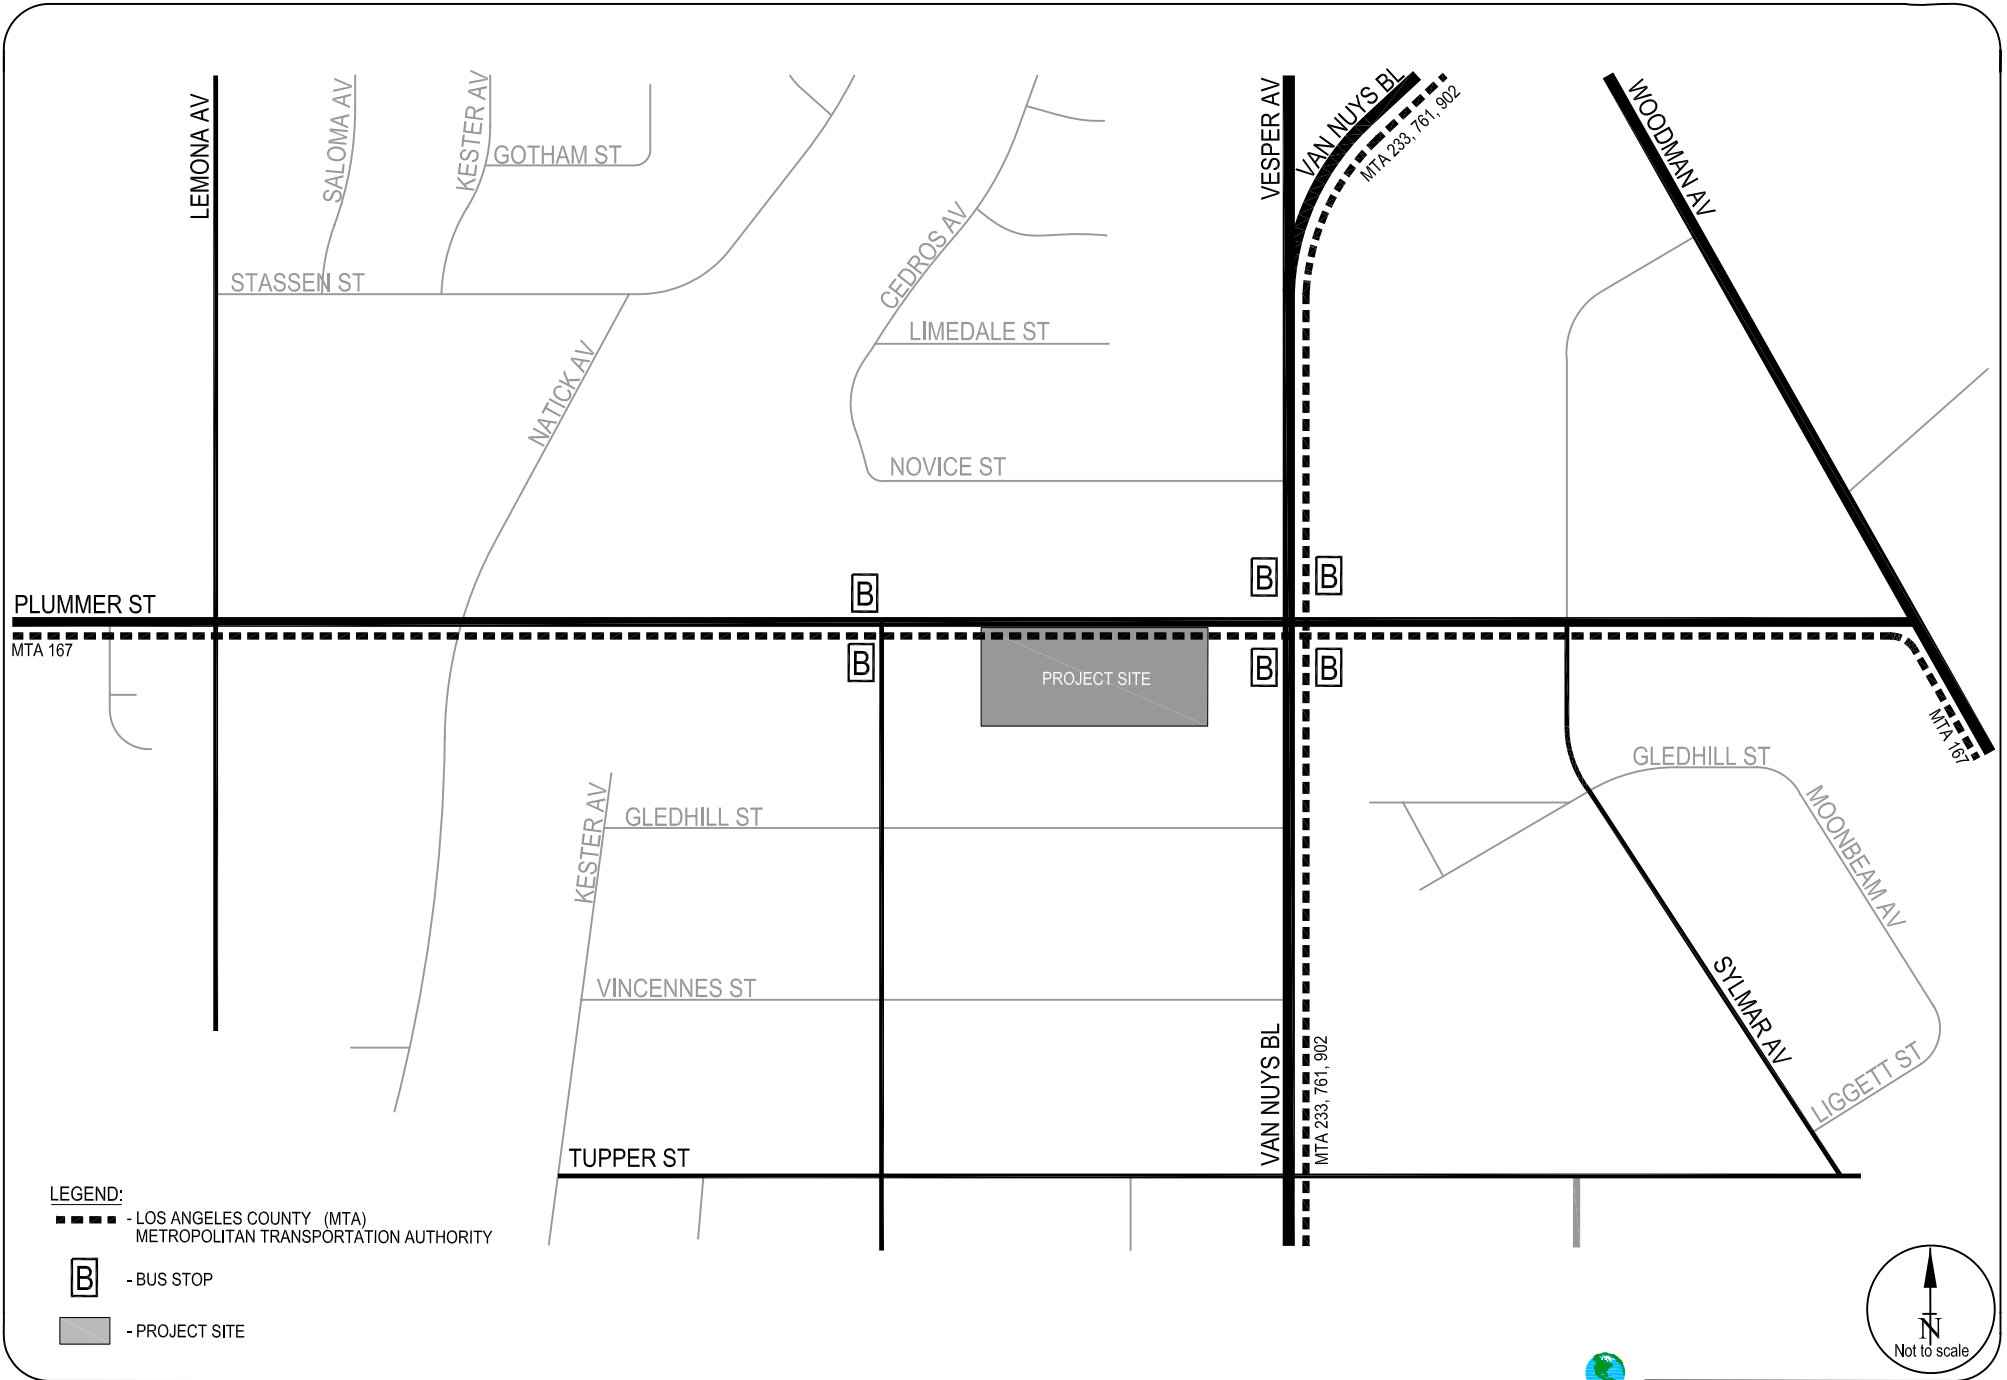 LEMONA AV
SALOMA AV
KESTER AV
GOTHAM ST
STASSEN ST
NATICK AV
CEDROS AV
LIMEDALE ST
NOVICE ST
VESPER AV
VAN NUYS BL
MTA 233, 761, 902
WOODMAN AV
B
B
B
PLUMMER ST
MTA 167
B
B
B
PROJECT SITE
MTA 167
GLEDHILL ST
MOONBEAM AV
KESTER AV
GLEDHILL ST
VINCENNES ST
SYLMAR AV
LIGGETT ST
VAN NUYS BL
MTA 233, 761, 902
TUPPER ST
LEGEND:
- LOS ANGELES COUNTY (MTA)
METROPOLITAN TRANSPORTATION AUTHORITY
B - BUS STOP
- PROJECT SITE
N
Not to scale